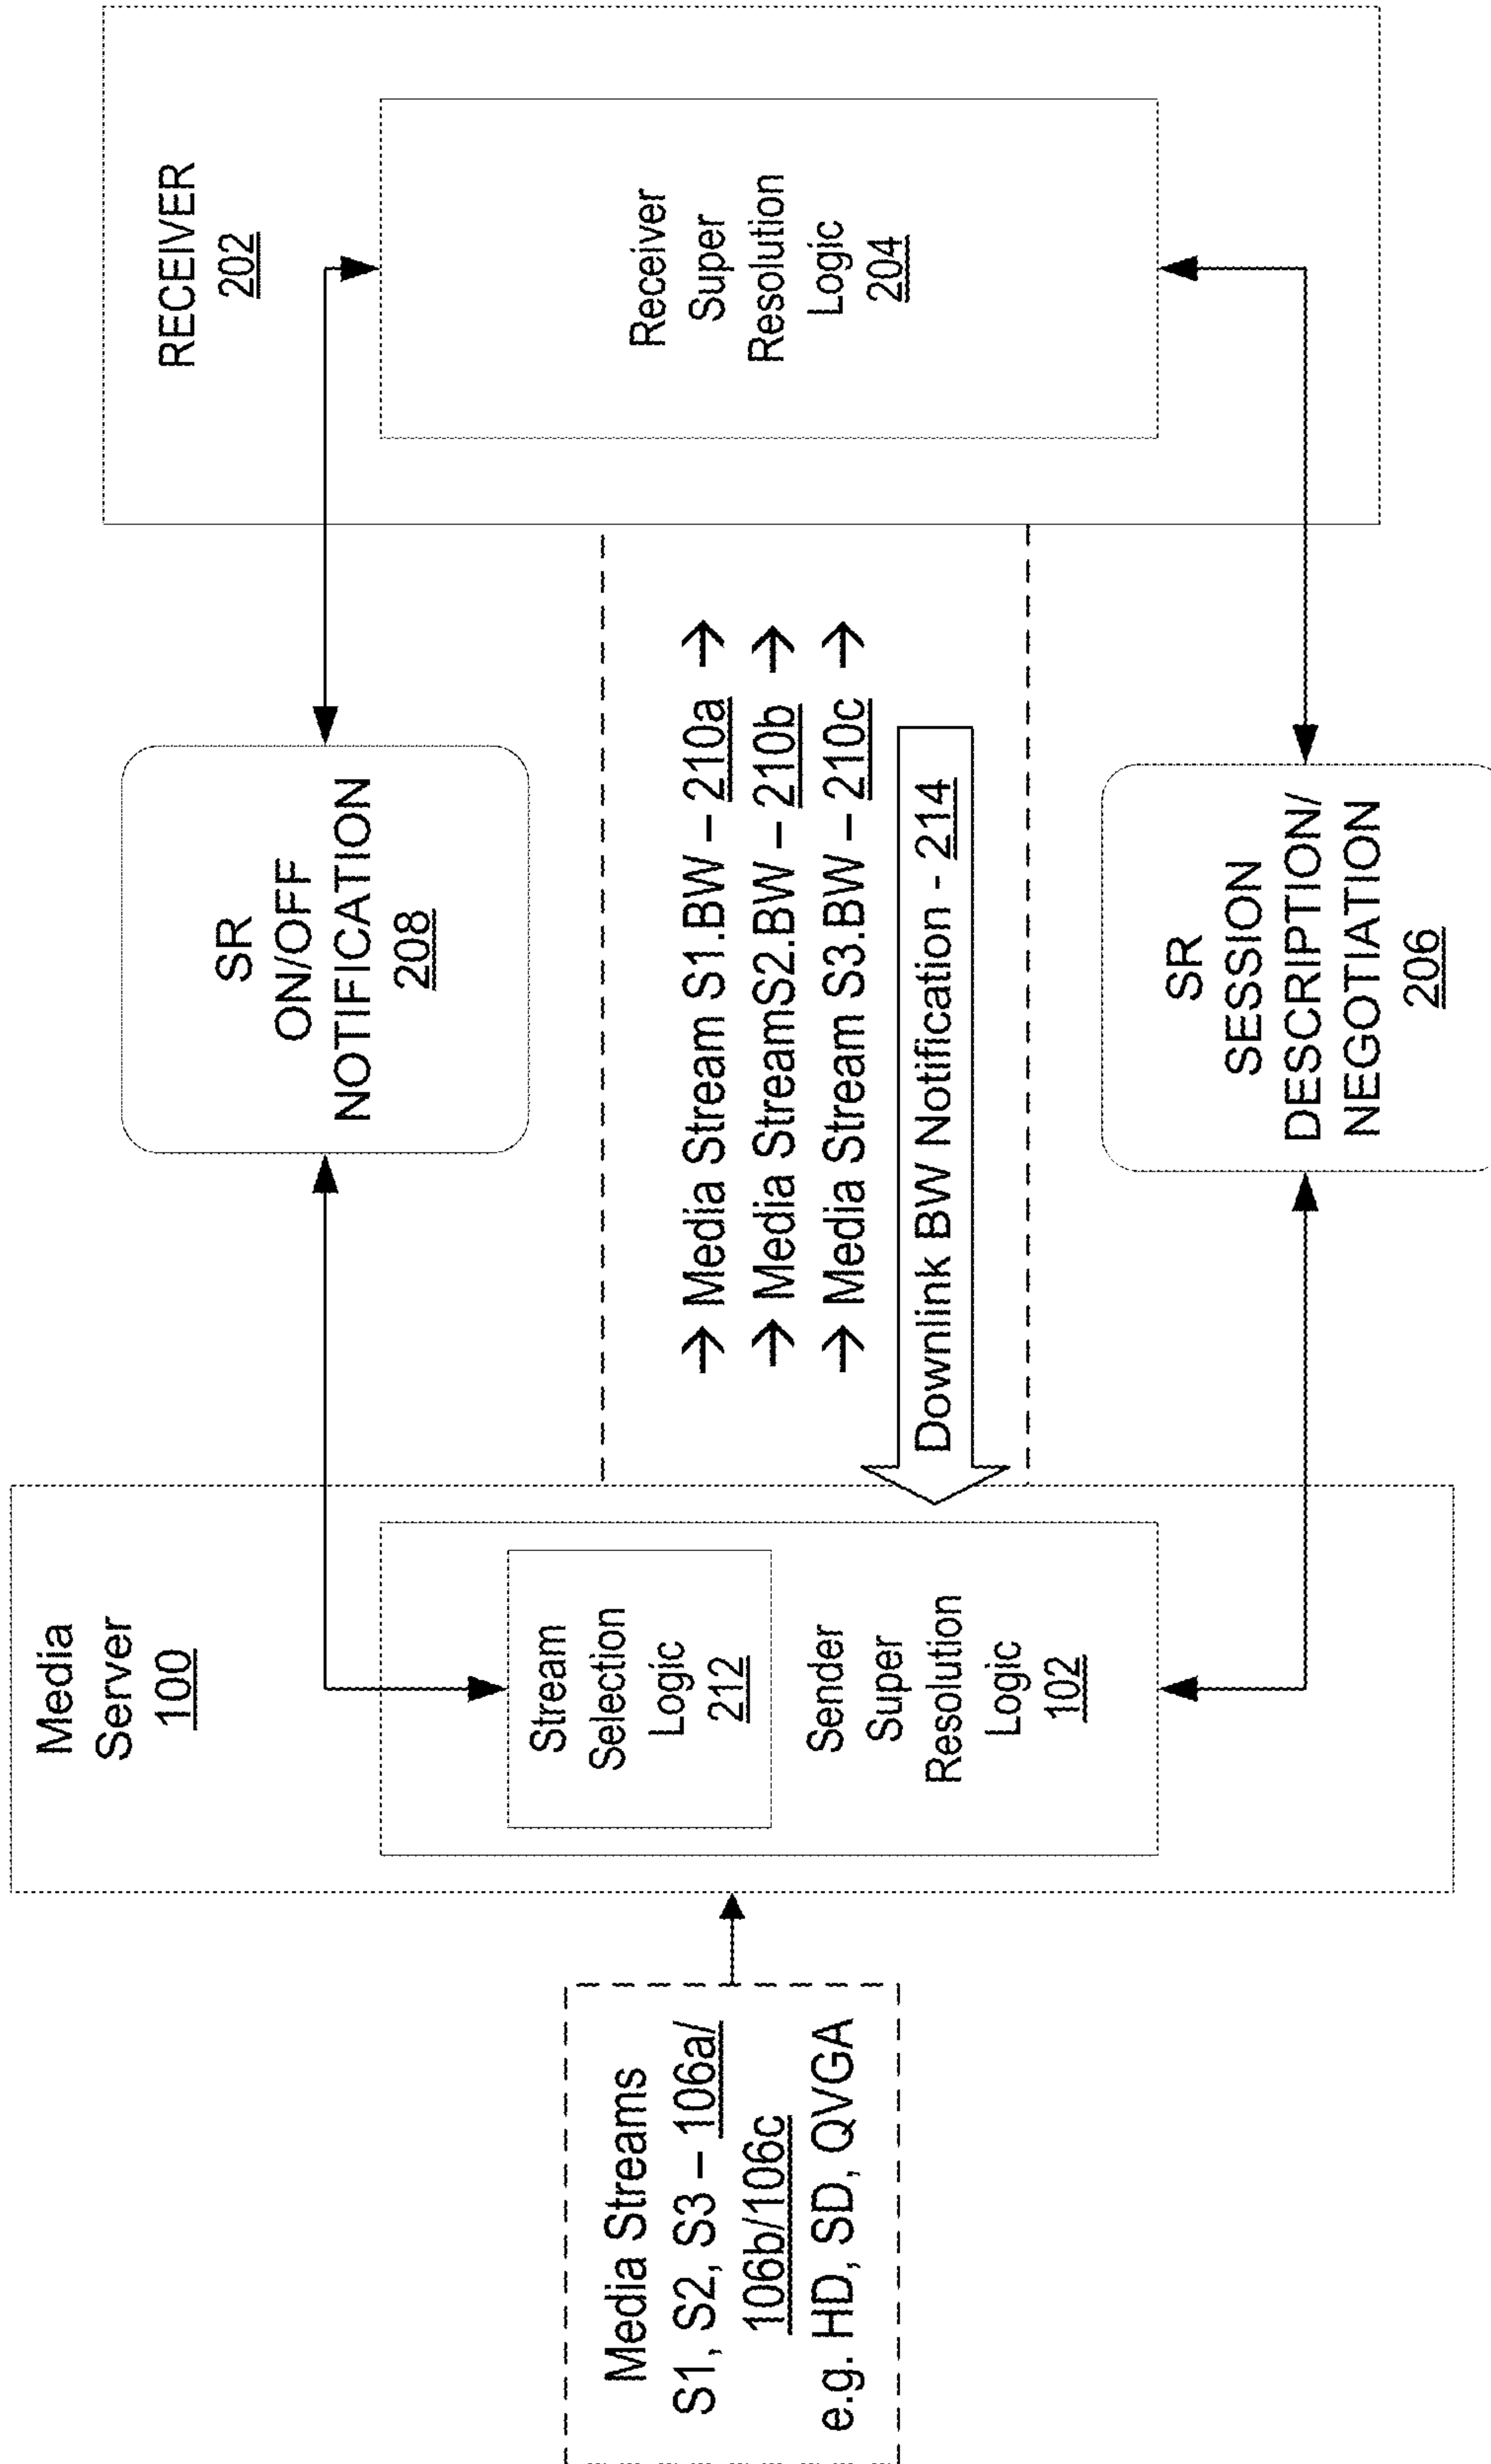 Media Streams
S1, S2, S3 – 106a/
106b/106c
e.g. HD, SD, QVGA
Media
Server
100
Stream
Selection
Logic
212
Sender
Super
Resolution
Logic
102
SR
ON/OFF
NOTIFICATION
208
→ Media Stream S1.BW – 210a →
→ Media StreamS2.BW – 210b →
→ Media Stream S3.BW – 210c →
Downlink BW Notification - 214
SR
SESSION
DESCRIPTION/
NEGOTIATION
206
RECEIVER
202
Receiver
Super
Resolution
Logic
204